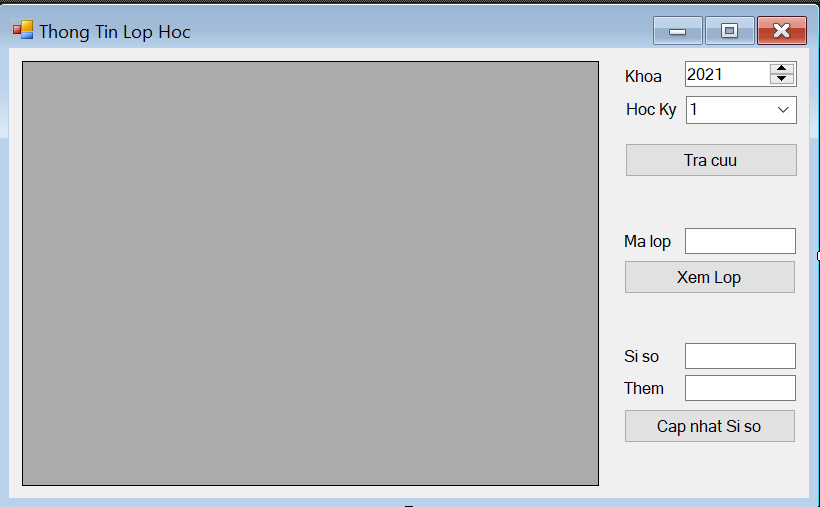 Thong Tin Lop Hoc
Khoa 2021
Hoc Ky 1
Tra cuu
Ma lop
Xem Lop
Si so
Them
Cap nhat Si so